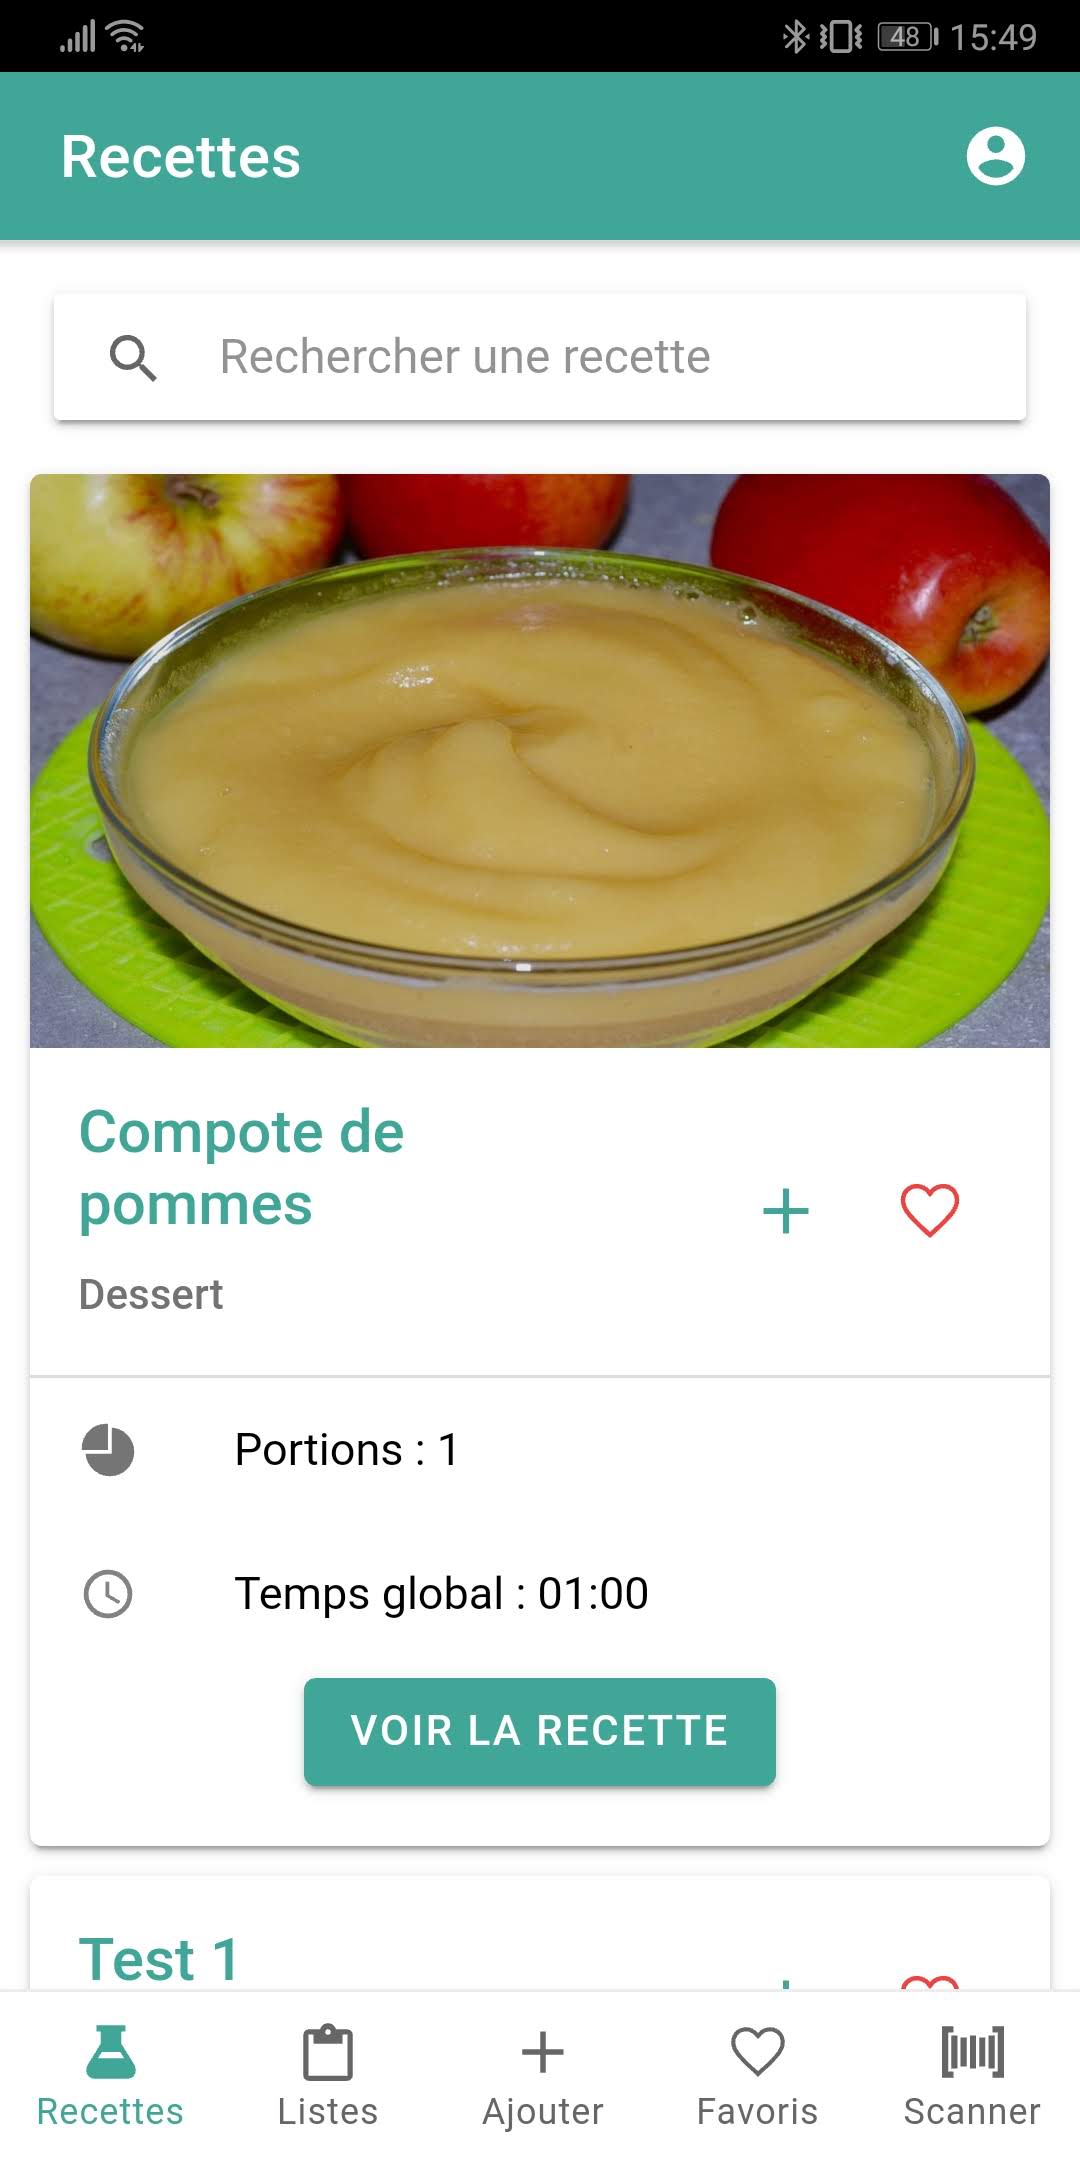 48 15:49
Recettes
Rechercher une recette
Compote de
pommes
Dessert
Portions : 1
Temps global : 01:00
VOIR LA RECETTE
Test 1
Recettes Listes Ajouter Favoris Scanner